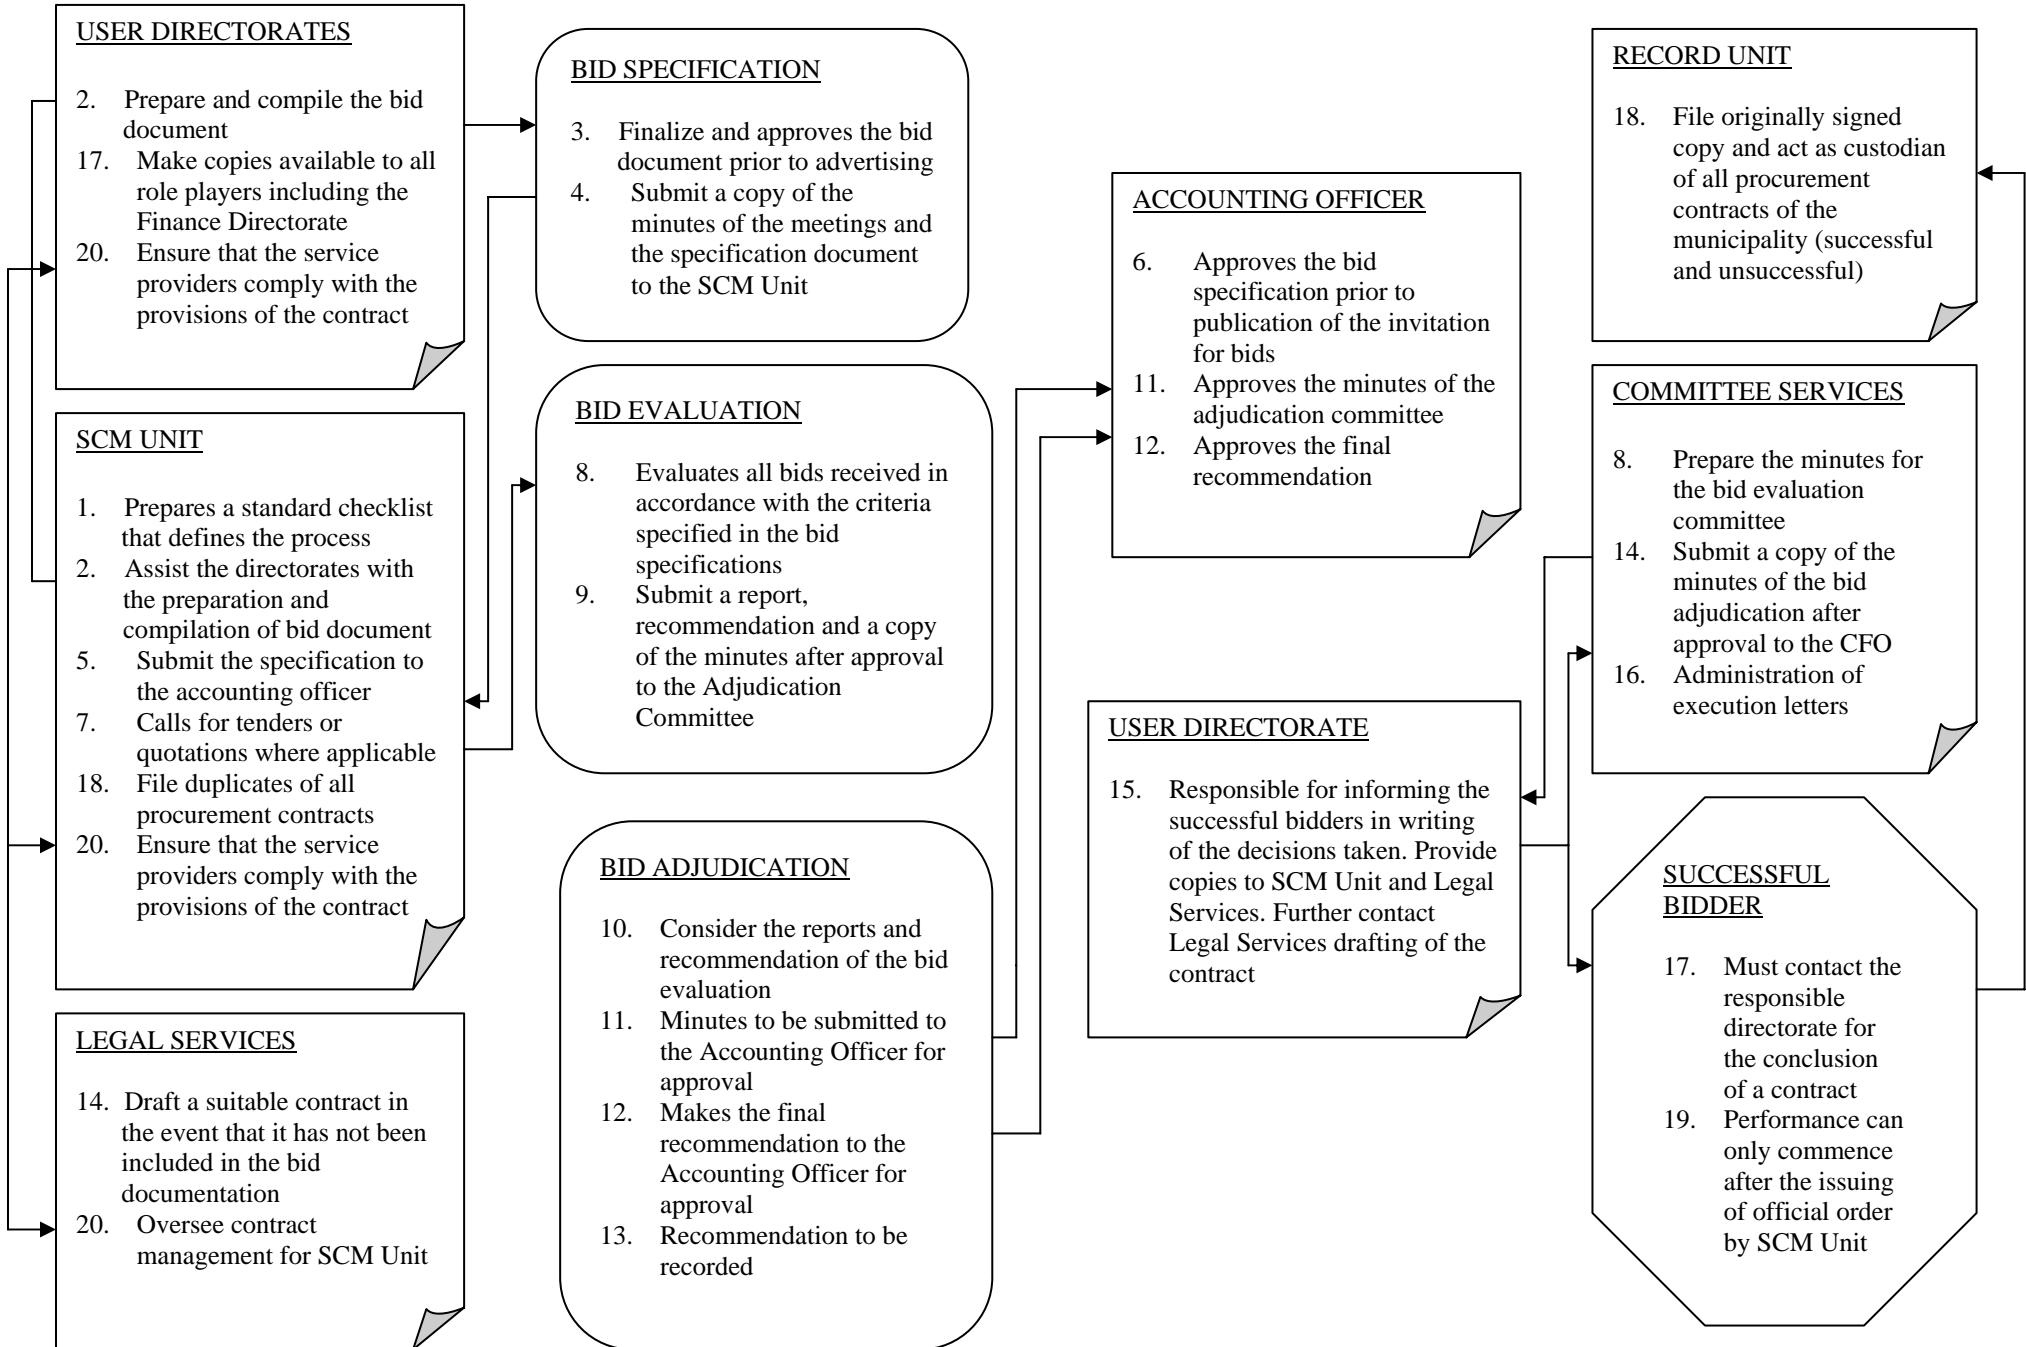 USER DIRECTORATES
2. Prepare and compile the bid
document
17. Make copies available to all
role players including the
Finance Directorate
20. Ensure that the service
providers comply with the
provisions of the contract
SCM UNIT
1. Prepares a standard checklist
that defines the process
2. Assist the directorates with
the preparation and
compilation of bid document
5. Submit the specification to
the accounting officer
7. Calls for tenders or
quotations where applicable
18. File duplicates of all
procurement contracts
20. Ensure that the service
providers comply with the
provisions of the contract
LEGAL SERVICES
14. Draft a suitable contract in
the event that it has not been
included in the bid
documentation
20. Oversee contract
management for SCM Unit
BID SPECIFICATION
3. Finalize and approves the bid
document prior to advertising
4. Submit a copy of the
minutes of the meetings and
the specification document
to the SCM Unit
BID EVALUATION
8. Evaluates all bids received in
accordance with the criteria
specified in the bid
specifications
9. Submit a report,
recommendation and a copy
of the minutes after approval
to the Adjudication
Committee
BID ADJUDICATION
10. Consider the reports and
recommendation of the bid
evaluation
11. Minutes to be submitted to
the Accounting Officer for
approval
12. Makes the final
recommendation to the
Accounting Officer for
approval
13. Recommendation to be
recorded
ACCOUNTING OFFICER
6. Approves the bid
specification prior to
publication of the invitation
for bids
11. Approves the minutes of the
adjudication committee
12. Approves the final
recommendation
USER DIRECTORATE
15. Responsible for informing the
successful bidders in writing
of the decisions taken. Provide
copies to SCM Unit and Legal
Services. Further contact
Legal Services drafting of the
contract
RECORD UNIT
18. File originally signed
copy and act as custodian
of all procurement
contracts of the
municipality (successful
and unsuccessful)
COMMITTEE SERVICES
8. Prepare the minutes for
the bid evaluation
committee
14. Submit a copy of the
minutes of the bid
adjudication after
approval to the CFO
16. Administration of
execution letters
SUCCESSFUL
BIDDER
17. Must contact the
responsible
directorate for
the conclusion
of a contract
19. Performance can
only commence
after the issuing
of official order
by SCM Unit